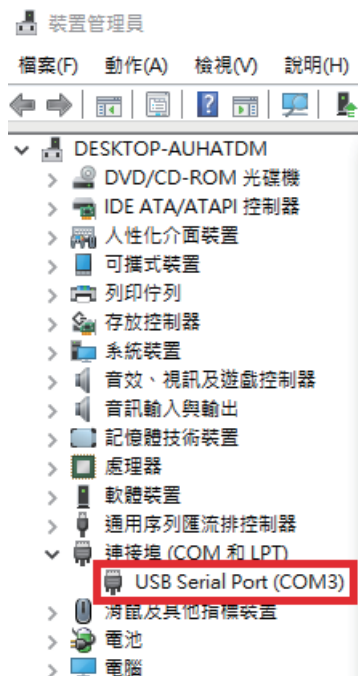 裝置管理員
檔案(F) 動作(A) 檢視(V) 說明(H)
DESKTOP-AUHATDM
DVD/CD-ROM 光碟機
IDE ATA/ATAPI 控制器
人性化介面裝置
可攜式裝置
列印佇列
存放控制器
系統裝置
音效、視訊及遊戲控制器
音訊輸入與輸出
記憶體技術裝置
處理器
軟體裝置
通用序列匯流排控制器
連接埠 (COM 和 LPT)
USB Serial Port (COM3)
滑鼠及其他指標裝置
電池
電腦